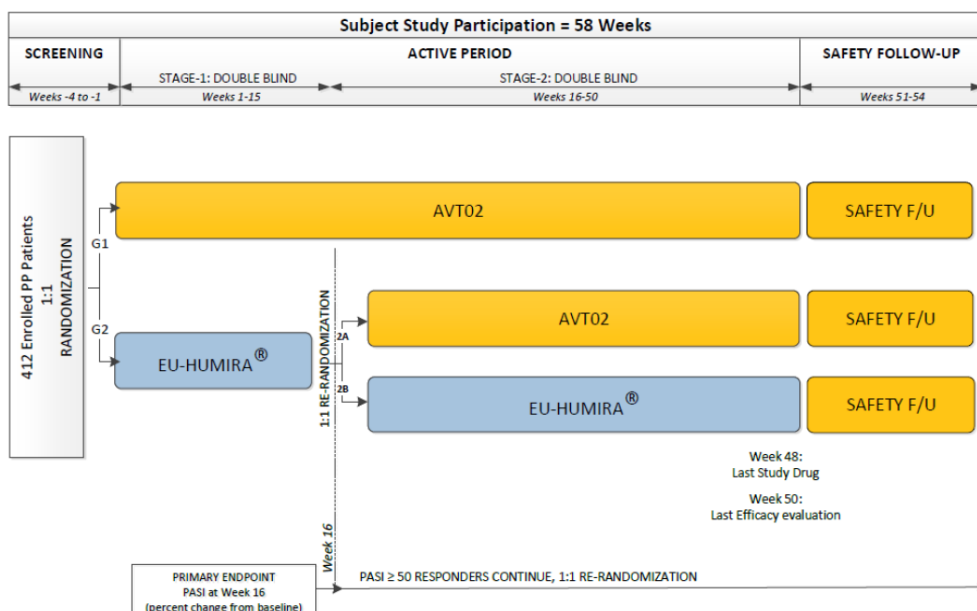 Subject Study Participation = 58 Weeks
SCREENING
ACTIVE PERIOD
SAFETY FOLLOW-UP
STAGE-1: DOUBLE BLIND
STAGE-2: DOUBLE BLIND
Weeks -4 to -1
Weeks 1-15
Weeks 16-50
Weeks 51-54
412 Enrolled PP Patients
1:1
RANDOMIZATION
G1
G2
AVT02
SAFETY F/U
EU-HUMIRA®
1:1 RE-RANDOMIZATION
2A
2B
AVT02
SAFETY F/U
EU-HUMIRA®
SAFETY F/U
Week 48:
Last Study Drug
Week 50:
Last Efficacy evaluation
Week 16
PRIMARY ENDPOINT
PASI at Week 16
(percent change from baseline)
PASI ≥ 50 RESPONDERS CONTINUE, 1:1 RE-RANDOMIZATION